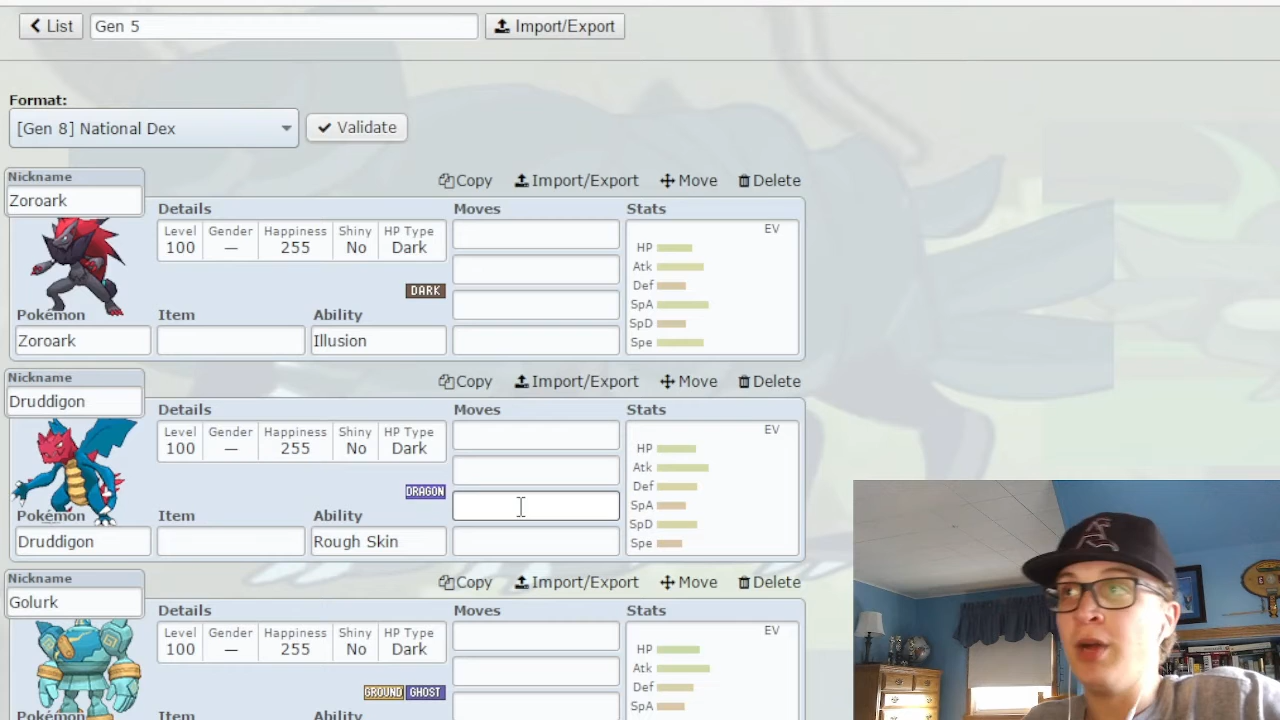 List
Gen 5
Import/Export
Format:
[Gen 8] National Dex
Validate
Nickname
Zoroark
Copy Import/Export Move Delete
Details Moves Stats
Level Gender Happiness Shiny HP Type
100 — 255 No Dark
EV
HP
Atk
Def
SpA
SpD
Spe
DARK
Pokémon Item Ability
Zoroark Illusion
Nickname
Druddigon
Copy Import/Export Move Delete
Details Moves Stats
Level Gender Happiness Shiny HP Type
100 — 255 No Dark
EV
HP
Atk
Def
SpA
SpD
Spe
DRAGON
Pokémon Item Ability
Druddigon Rough Skin
Nickname
Golurk
Copy Import/Export Move Delete
Details Moves Stats
Level Gender Happiness Shiny HP Type
100 — 255 No Dark
EV
HP
Atk
Def
SpA
GROUND GHOST
Pokémon Item Ability
A